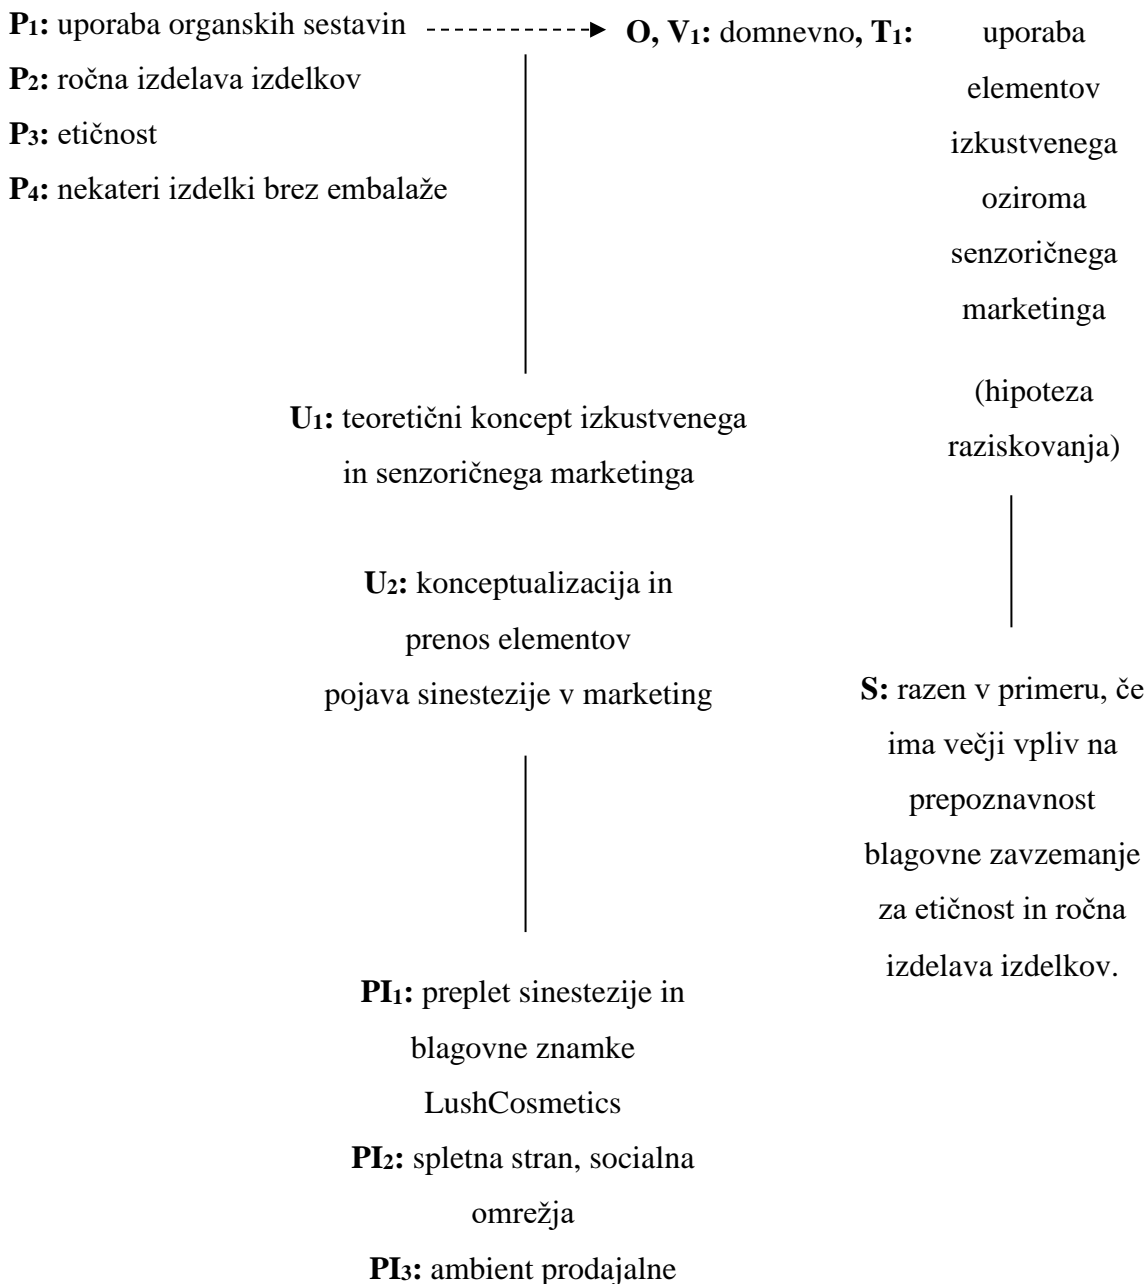 P1: uporaba organskih sestavin
P2: ročna izdelava izdelkov
P3: etičnost
P4: nekateri izdelki brez embalaže
O, V1: domnevno, T1:
uporaba
elementov
izkustvenega
oziroma
senzoričnega
marketinga
(hipoteza
raziskovanja)
U1: teoretični koncept izkustvenega
in senzoričnega marketinga
U2: konceptualizacija in
prenos elementov
pojava sinestezije v marketing
S: razen v primeru, če
ima večji vpliv na
prepoznavnost
blagovne zavzemanje
za etičnost in ročna
izdelava izdelkov.
PI1: preplet sinestezije in
blagovne znamke
LushCosmetics
PI2: spletna stran, socialna
omrežja
PI3: ambient prodajalne